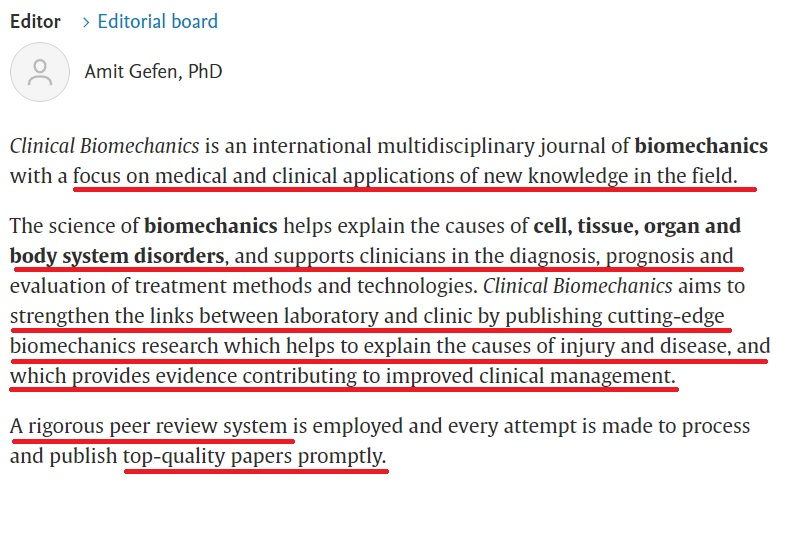 Editor > Editorial board
Amit Gefen, PhD
Clinical Biomechanics is an international multidisciplinary journal of biomechanics
with a focus on medical and clinical applications of new knowledge in the field.
The science of biomechanics helps explain the causes of cell, tissue, organ and
body system disorders, and supports clinicians in the diagnosis, prognosis and
evaluation of treatment methods and technologies. Clinical Biomechanics aims to
strengthen the links between laboratory and clinic by publishing cutting-edge
biomechanics research which helps to explain the causes of injury and disease, and
which provides evidence contributing to improved clinical management.
A rigorous peer review system is employed and every attempt is made to process
and publish top-quality papers promptly.